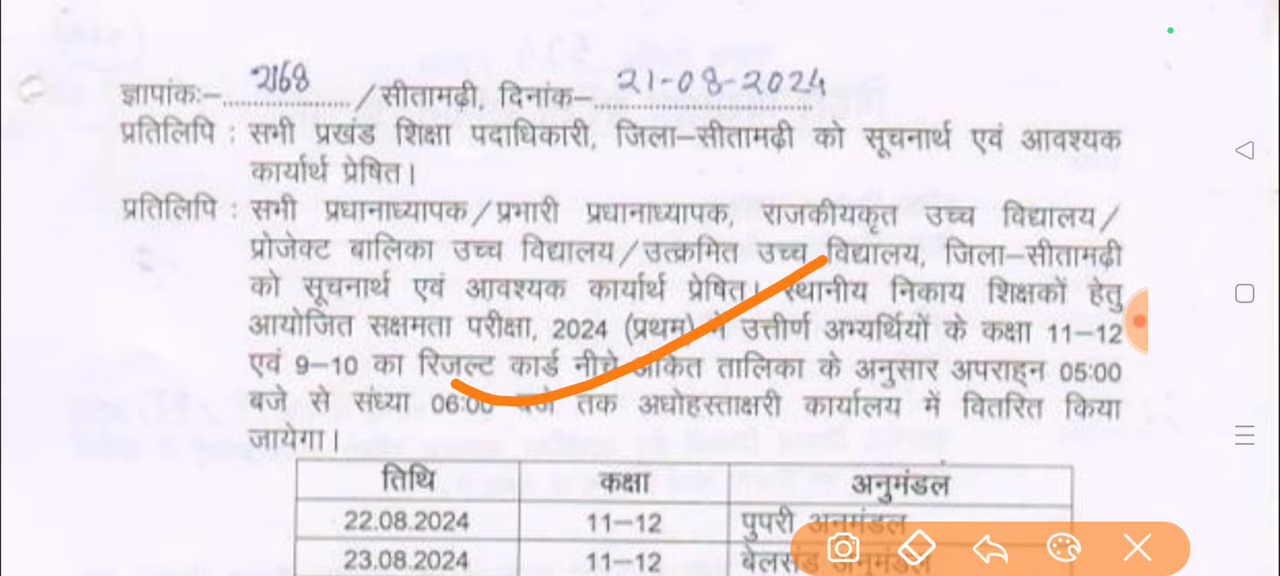 ज्ञापांकः–....2168..../सीतामढ़ी, दिनांक–....21-08-2024....
प्रतिलिपि : सभी प्रखंड शिक्षा पदाधिकारी, जिला–सीतामढ़ी को सूचनार्थ एवं आवश्यक
कार्यार्थ प्रेषित।
प्रतिलिपि : सभी प्रधानाध्यापक/प्रभारी प्रधानाध्यापक, राजकीयकृत उच्च विद्यालय/
प्रोजेक्ट बालिका उच्च विद्यालय/उत्क्रमित उच्च विद्यालय, जिला–सीतामढ़ी
को सूचनार्थ एवं आवश्यक कार्यार्थ प्रेषित। स्थानीय निकाय शिक्षकों हेतु
आयोजित सक्षमता परीक्षा, 2024 (प्रथम) में उत्तीर्ण अभ्यर्थियों के कक्षा 11–12
एवं 9–10 का रिजल्ट कार्ड नीचे अंकित तालिका के अनुसार अपराह्न 05:00
बजे से संध्या 06:00 बजे तक अधोहस्ताक्षरी कार्यालय में वितरित किया
जायेगा।
तिथि कक्षा अनुमंडल
22.08.2024 11–12 पुपरी अनुमंडल
23.08.2024 11–12 बेलसंड अनुमंडल